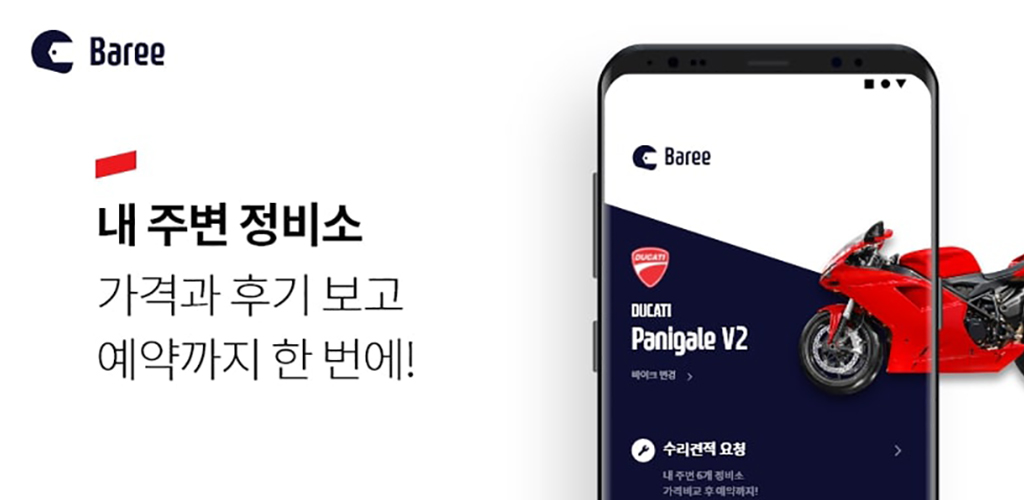 Baree
내 주변 정비소
가격과 후기 보고
예약까지 한 번에!
Baree
DUCATI
DUCATI
Panigale V2
바이크 변경
수리견적 요청
내 주변 6개 정비소
가격비교 후 예약까지!